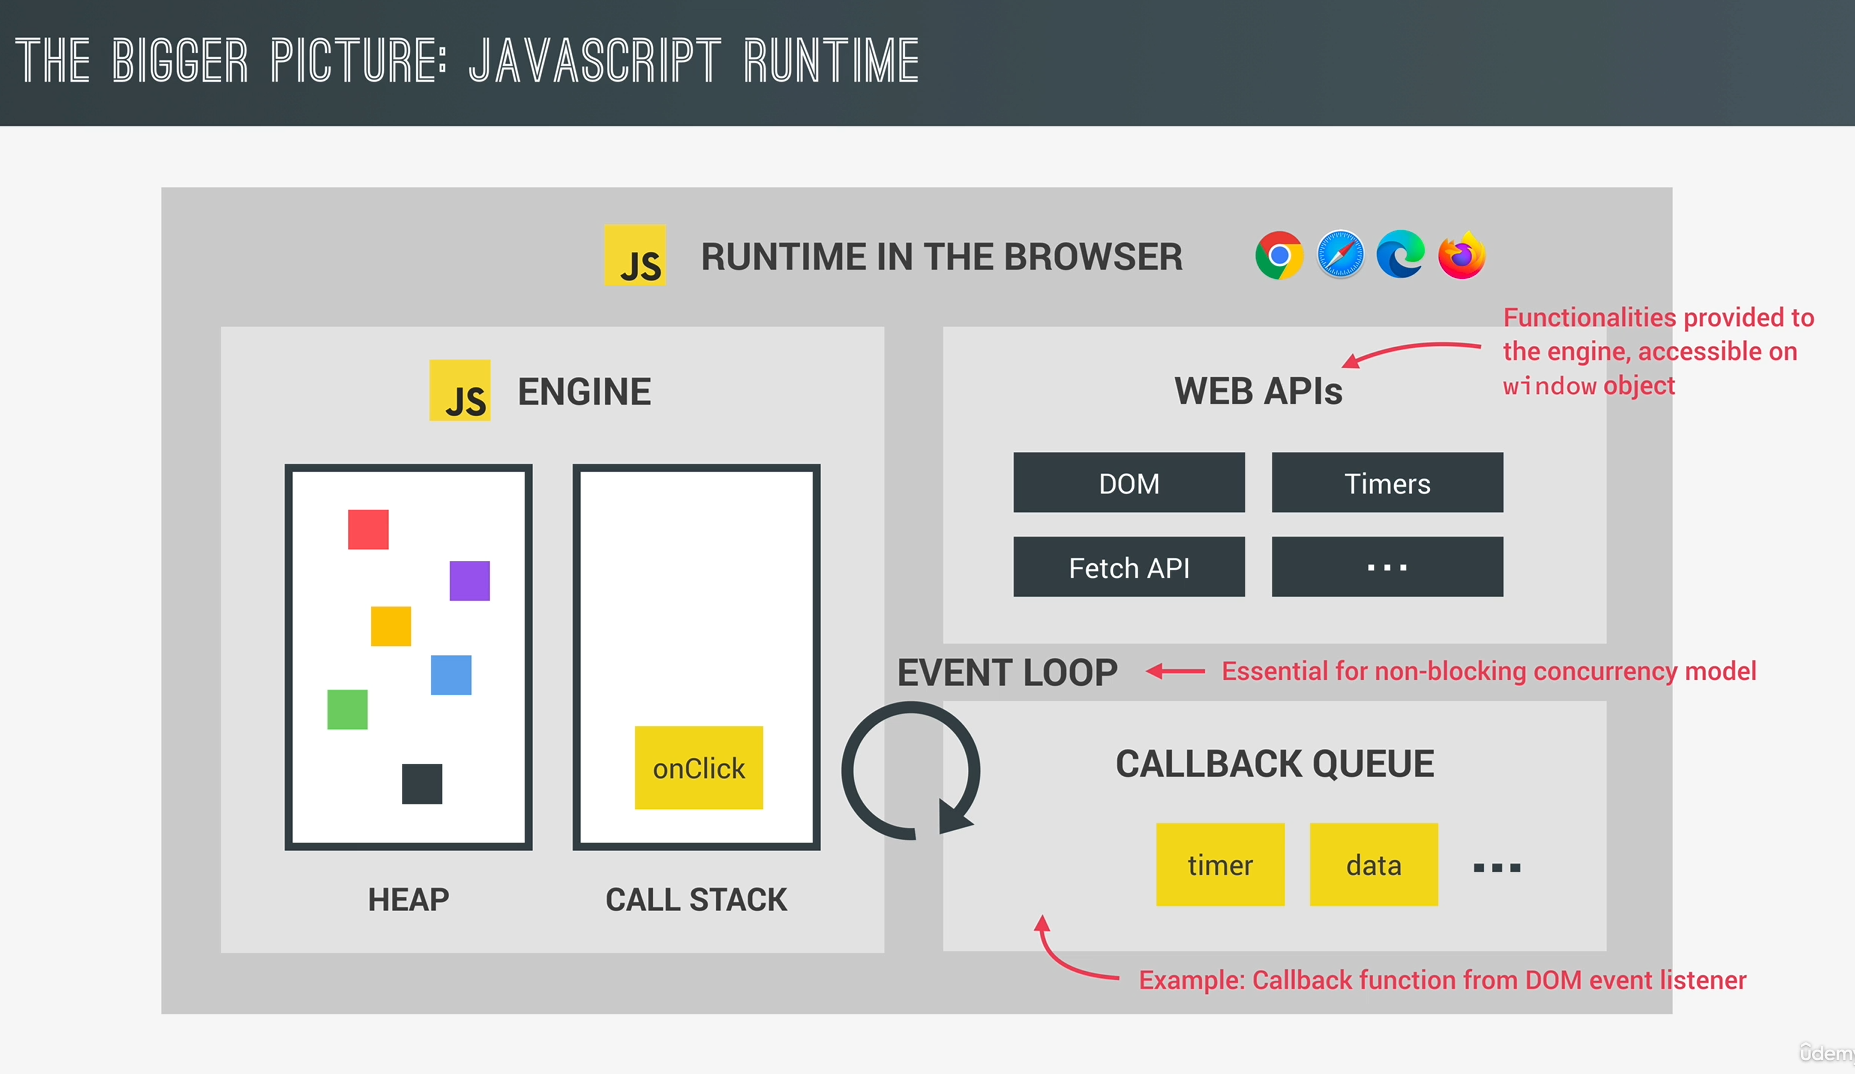 THE BIGGER PICTURE: JAVASCRIPT RUNTIME
JS
RUNTIME IN THE BROWSER
Functionalities provided to
the engine, accessible on
window object
JS
ENGINE
WEB APIs
DOM
Timers
Fetch API
...
EVENT LOOP
Essential for non-blocking concurrency model
onClick
CALLBACK QUEUE
timer
data
...
HEAP
CALL STACK
Example: Callback function from DOM event listener
ûdemy